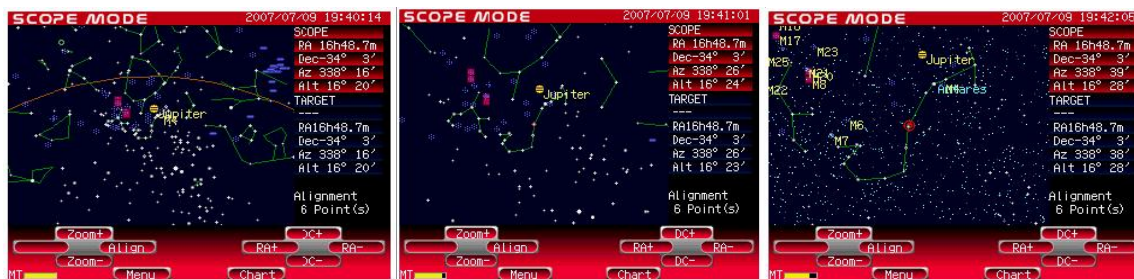 SCOPE MODE 2007/07/09 19:40:14
SCOPE
RA 16h48.7m
Dec-34° 3′
Az 338° 16′
Alt 16° 20′
TARGET
---
RA16h48.7m
Dec-34° 3′
Az 338° 16′
Alt 16° 20′
Alignment
6 Point(s)
Jupiter
M4
Zoom+ DC+
Align RA+ RA-
Zoom- DC-
MT Menu Chart
SCOPE MODE 2007/07/09 19:41:01
SCOPE
RA 16h48.7m
Dec-34° 3′
Az 338° 26′
Alt 16° 24′
TARGET
---
RA16h48.7m
Dec-34° 3′
Az 338° 26′
Alt 16° 23′
Alignment
6 Point(s)
Jupiter
Zoom+ DC+
Align RA+ RA-
Zoom- DC-
MT Menu Chart
SCOPE MODE 2007/07/09 19:42:05
SCOPE
RA 16h48.7m
Dec-34° 3′
Az 338° 39′
Alt 16° 28′
TARGET
---
RA16h48.7m
Dec-34° 3′
Az 338° 38′
Alt 16° 28′
Alignment
6 Point(s)
M17
M23
M25
M8
M22
M6
M7
Jupiter
Antares
M4
Zoom+ DC+
Align RA+ RA-
Zoom- DC-
MT Menu Chart